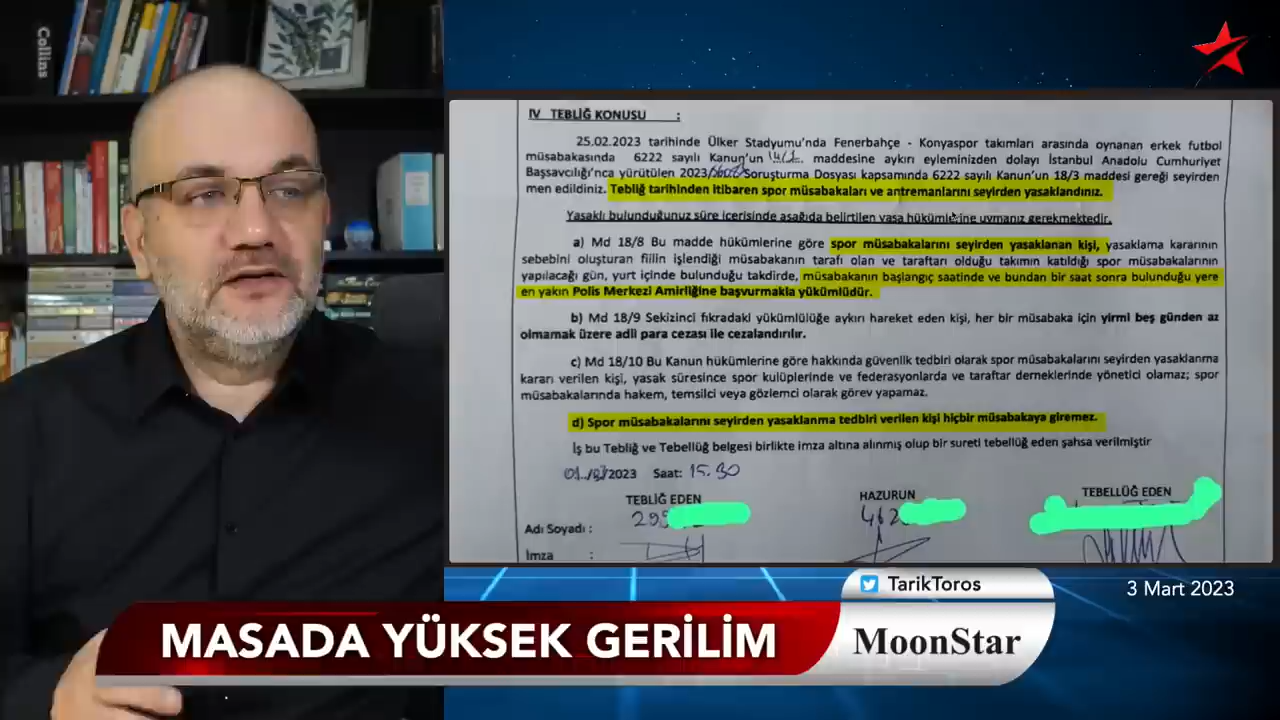 Collins
IV TEBLİĞ KONUSU :
25.02.2023 tarihinde Ülker Stadyumu'nda Fenerbahçe - Konyaspor takımları arasında oynanan erkek futbol
müsabakasında 6222 sayılı Kanun'un maddesine aykırı eyleminizden dolayı İstanbul Anadolu Cumhuriyet
Başsavcılığı'nca yürütülen 2023/ Soruşturma Dosyası kapsamında 6222 sayılı Kanun'un 18/3 maddesi gereği seyirden
men edildiniz. Tebliğ tarihinden itibaren spor müsabakaları ve antremanlarını seyirden yasaklandınız.
Yasaklı bulunduğunuz süre içerisinde aşağıda belirtilen yasa hükümlerine uymanız gerekmektedir.
a) Md 18/8 Bu madde hükümlerine göre spor müsabakalarını seyirden yasaklanan kişi, yasaklama kararının
sebebini oluşturan fiilin işlendiği müsabakanın tarafı olan ve taraftarı olduğu takımın katıldığı spor müsabakalarının
yapılacağı gün, yurt içinde bulunduğu takdirde, müsabakanın başlangıç saatinde ve bundan bir saat sonra bulunduğu yere
en yakın Polis Merkezi Amirliğine başvurmakla yükümlüdür.
b) Md 18/9 Sekizinci fıkradaki yükümlülüğe aykırı hareket eden kişi, her bir müsabaka için yirmi beş günden az
olmamak üzere adli para cezası ile cezalandırılır.
c) Md 18/10 Bu Kanun hükümlerine göre hakkında güvenlik tedbiri olarak spor müsabakalarını seyirden yasaklanma
kararı verilen kişi, yasak süresince spor kulüplerinde ve federasyonlarda ve taraftar derneklerinde yönetici olamaz; spor
müsabakalarında hakem, temsilci veya gözlemci olarak görev yapamaz.
d) Spor müsabakalarını seyirden yasaklanma tedbiri verilen kişi hiçbir müsabakaya giremez.
İş bu Tebliğ ve Tebellüğ belgesi birlikte imza altına alınmış olup bir sureti tebellüğ eden şahsa verilmiştir
01/03/2023 Saat: 15.30
TEBLİĞ EDEN HAZURUN TEBELLÜĞ EDEN
Adı Soyadı :
İmza :
TarikToros
3 Mart 2023
MASADA YÜKSEK GERİLİM
MoonStar